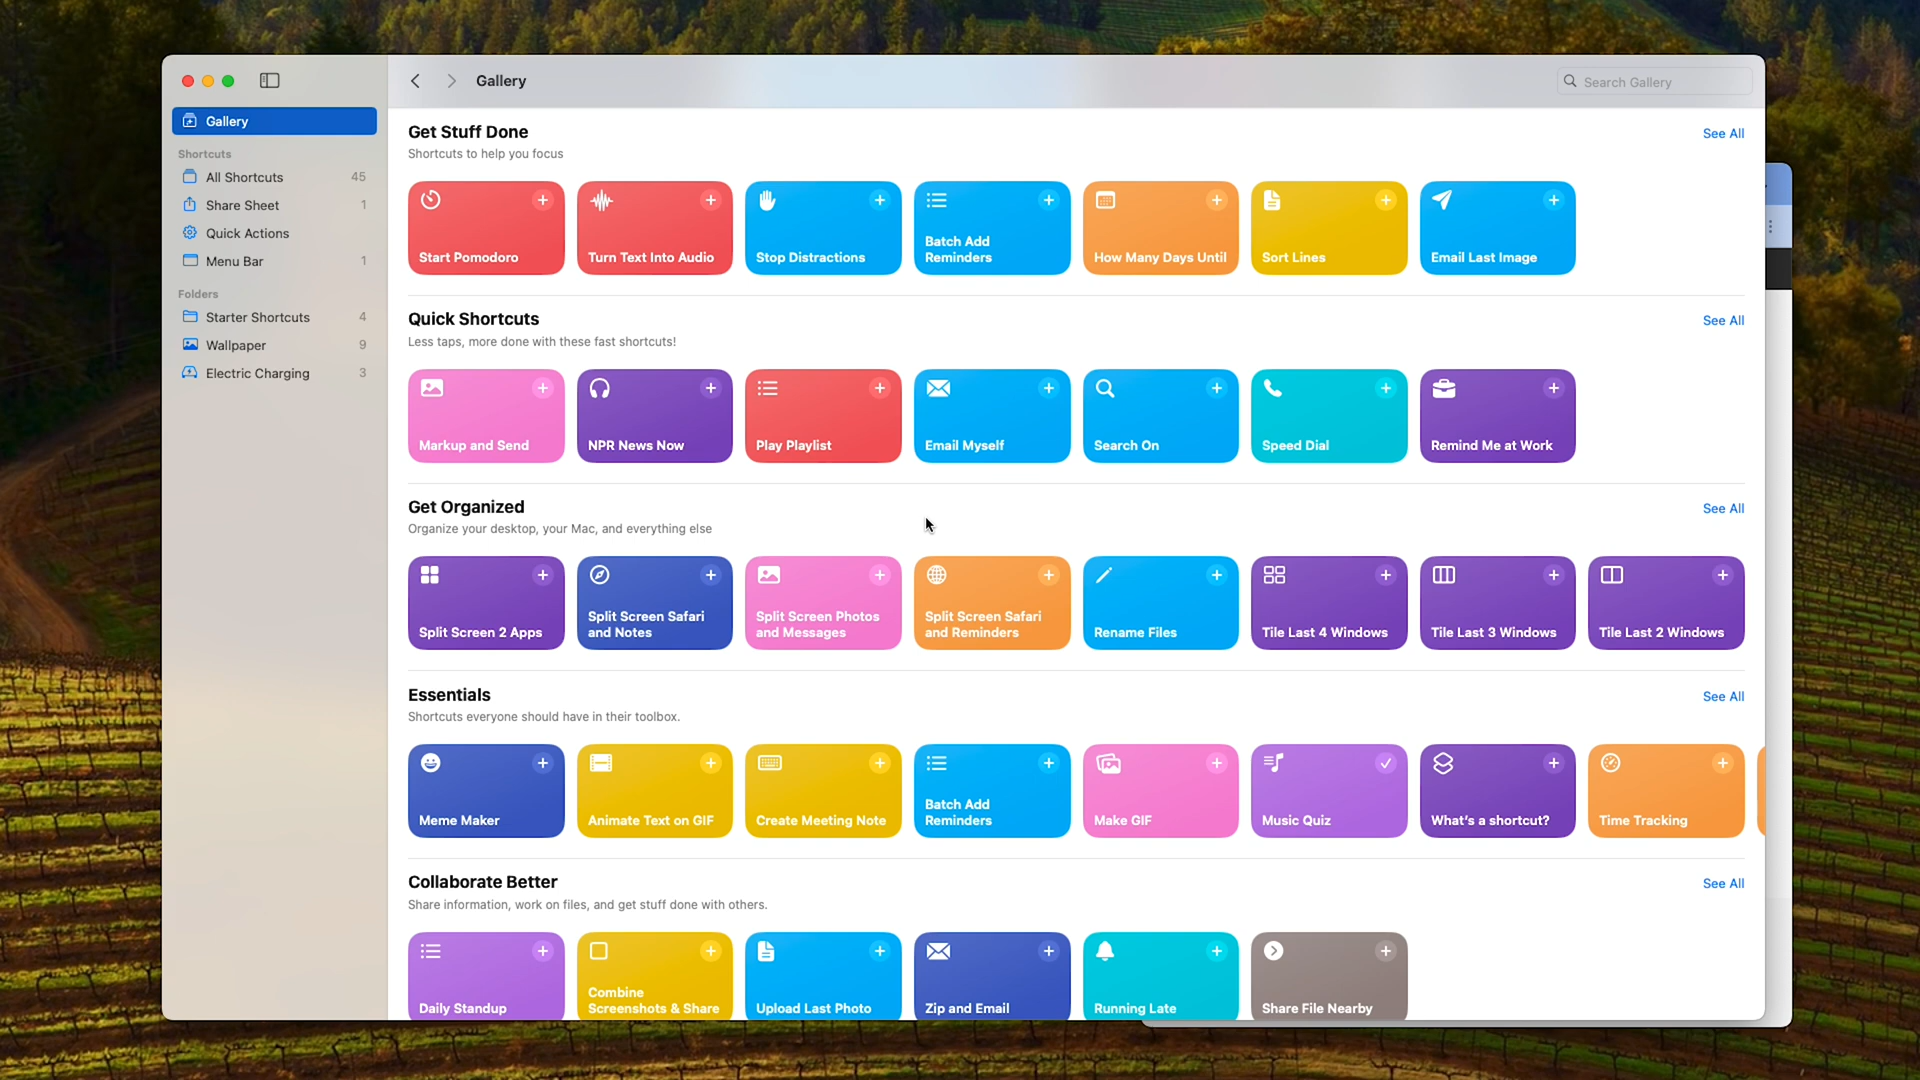 Gallery
Search Gallery
Gallery
Shortcuts
All Shortcuts 45
Share Sheet 1
Quick Actions
Menu Bar 1
Folders
Starter Shortcuts 4
Wallpaper 9
Electric Charging 3
Get Stuff Done
See All
Shortcuts to help you focus
Start Pomodoro
Turn Text Into Audio
Stop Distractions
Batch Add
Reminders
How Many Days Until
Sort Lines
Email Last Image
Quick Shortcuts
See All
Less taps, more done with these fast shortcuts!
Markup and Send
NPR News Now
Play Playlist
Email Myself
Search On
Speed Dial
Remind Me at Work
Get Organized
See All
Organize your desktop, your Mac, and everything else
Split Screen 2 Apps
Split Screen Safari
and Notes
Split Screen Photos
and Messages
Split Screen Safari
and Reminders
Rename Files
Tile Last 4 Windows
Tile Last 3 Windows
Tile Last 2 Windows
Essentials
See All
Shortcuts everyone should have in their toolbox.
Meme Maker
Animate Text on GIF
Create Meeting Note
Batch Add
Reminders
Make GIF
Music Quiz
What's a shortcut?
Time Tracking
Collaborate Better
See All
Share information, work on files, and get stuff done with others.
Daily Standup
Combine
Screenshots & Share
Upload Last Photo
Zip and Email
Running Late
Share File Nearby